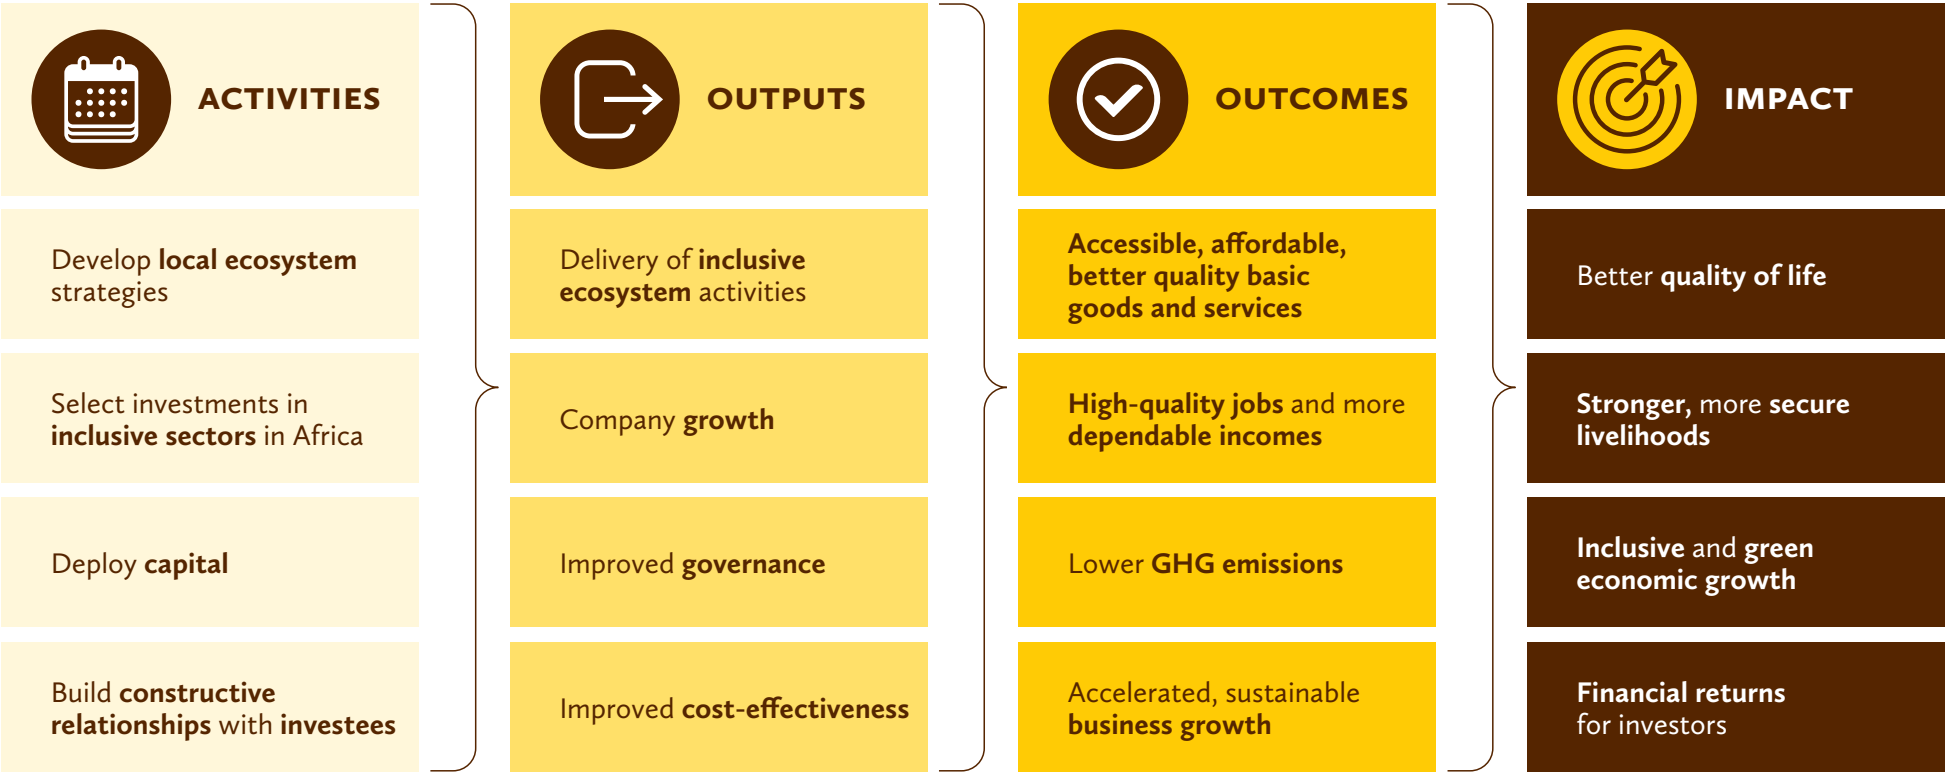 ACTIVITIES
Develop local ecosystem
strategies
Select investments in
inclusive sectors in Africa
Deploy capital
Build constructive
relationships with investees
OUTPUTS
Delivery of inclusive
ecosystem activities
Company growth
Improved governance
Improved cost-effectiveness
OUTCOMES
Accessible, affordable,
better quality basic
goods and services
High-quality jobs and more
dependable incomes
Lower GHG emissions
Accelerated, sustainable
business growth
IMPACT
Better quality of life
Stronger, more secure
livelihoods
Inclusive and green
economic growth
Financial returns
for investors